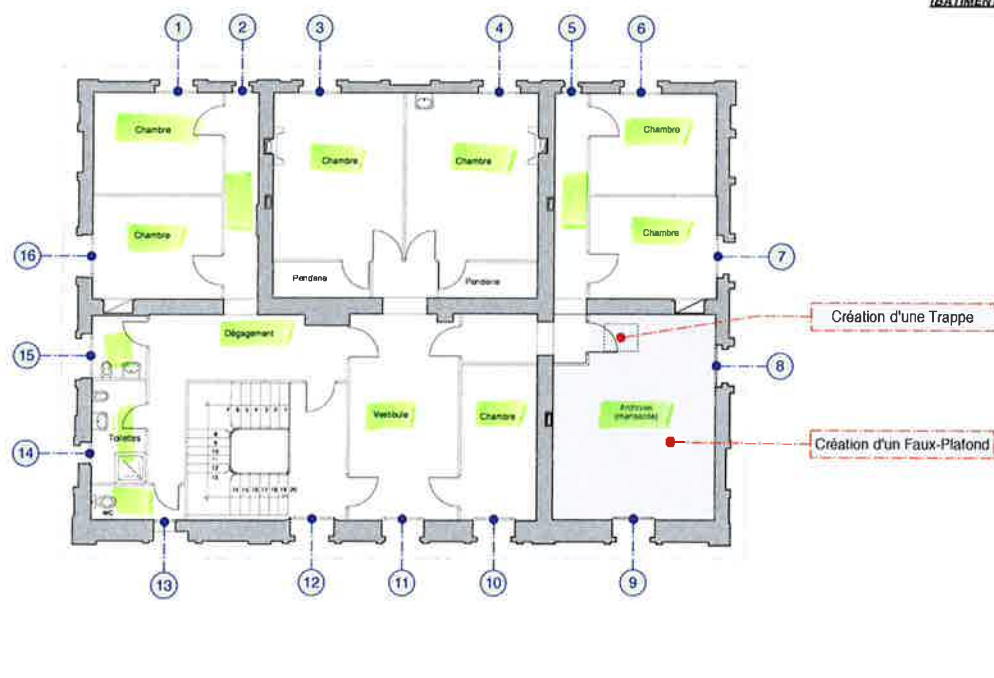 (BATIMENT
1
2
3
4
5
6
Chambre
Chambre
Chambre
Chambre
Chambre
Chambre
16
7
Penderie
Penderie
Création d'une Trappe
Dégagement
15
8
Vestibule
Chambre
Archives
(mansarde)
Toilettes
14
Création d'un Faux-Plafond
WC
13
12
11
10
9